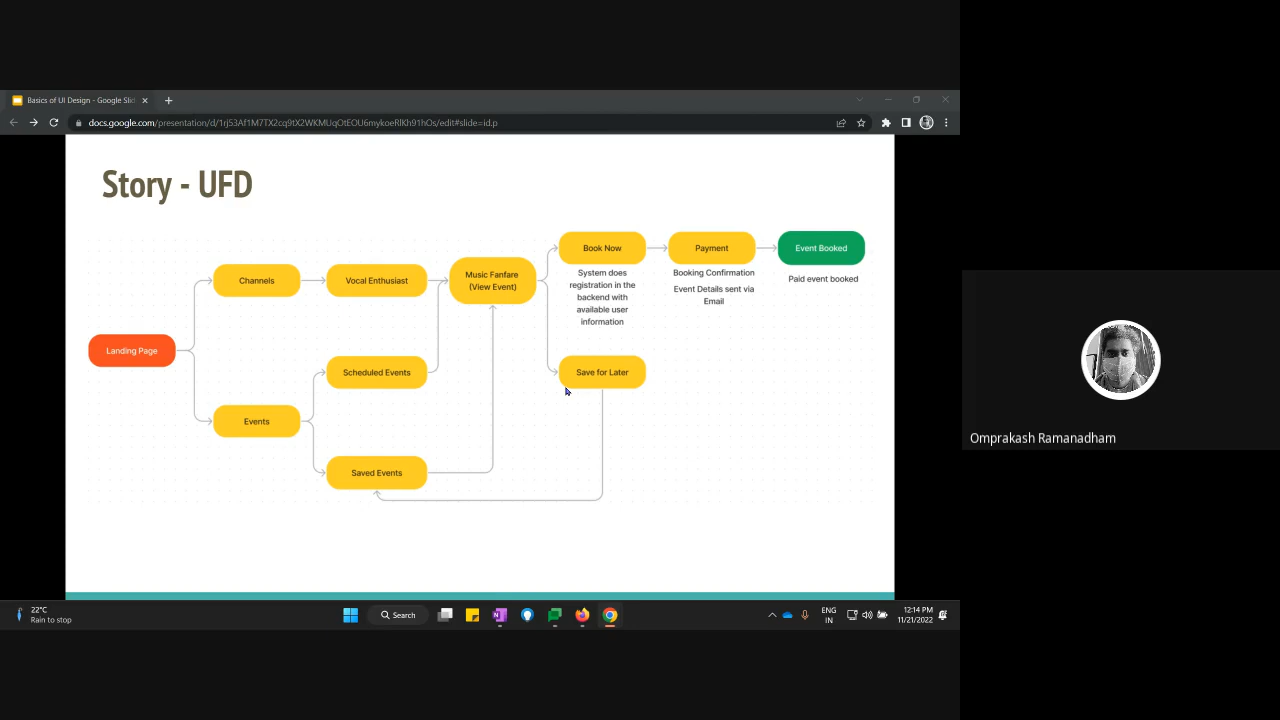 Basics of UI Design - Google Slid
docs.google.com/presentation/d/1rj53Af1M7TX2cq9tX2WKMUqOtEOU6mykoeRlKh91hOs/edit#slide=id.p
Story - UFD
Book Now
Payment
Event Booked
System does
registration in the
backend with
available user
information
Booking Confirmation
Event Details sent via
Email
Paid event booked
Channels
Vocal Enthusiast
Music Fanfare
(View Event)
Landing Page
Scheduled Events
Save for Later
Events
Saved Events
Omprakash Ramanadham
22°C
Rain to stop
Search
ENG
IN
12:14 PM
11/21/2022